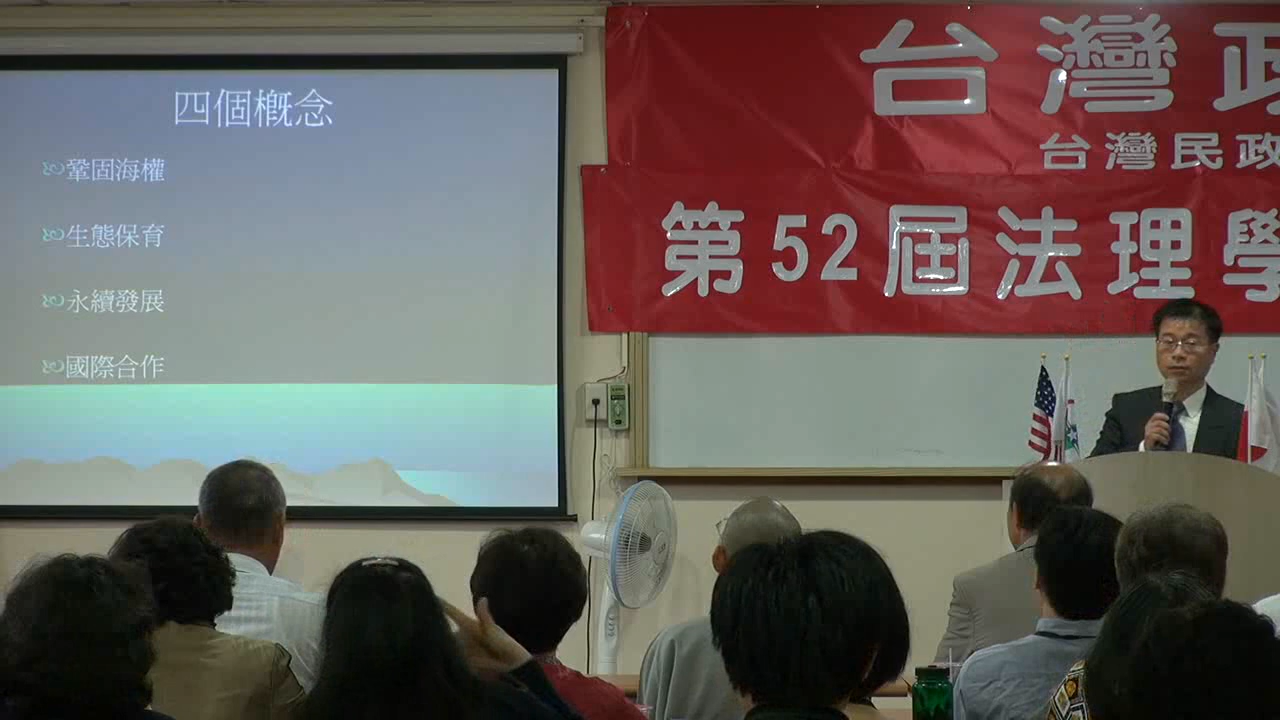 四個概念
鞏固海權
生態保育
永續發展
國際合作
台灣政
台灣民政
第52屆法理學